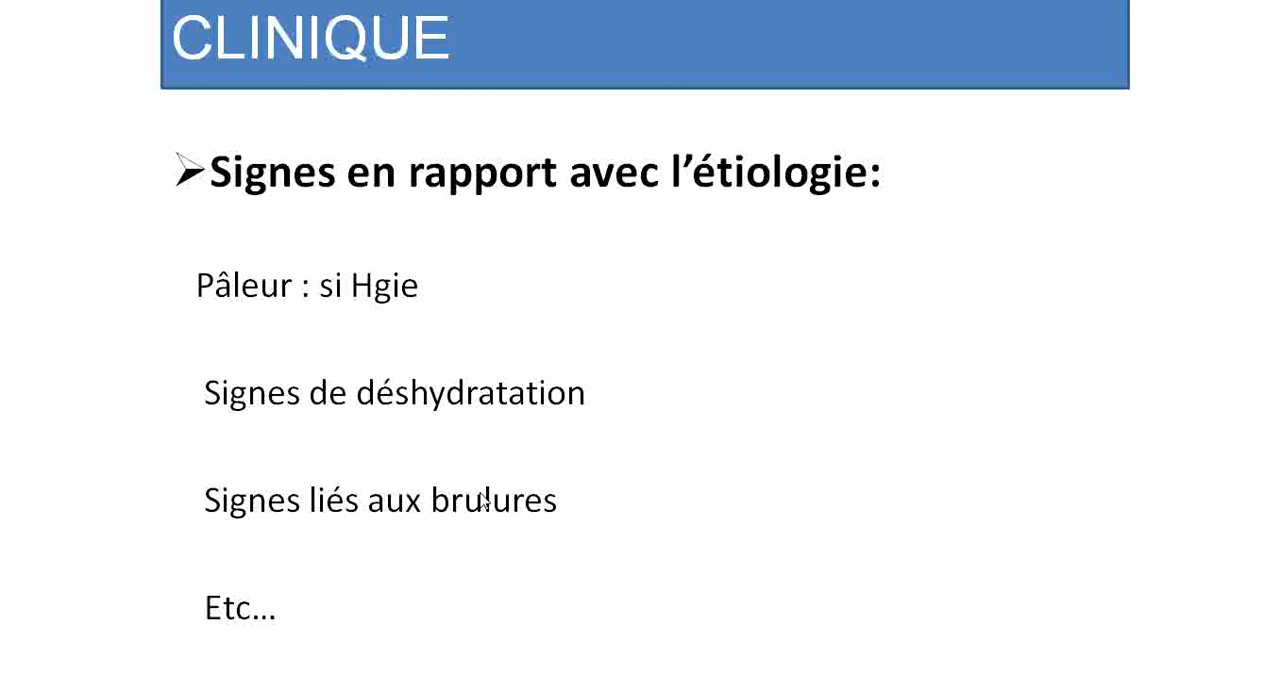 CLINIQUE
➢Signes en rapport avec l’étiologie:
Pâleur : si Hgie
Signes de déshydratation
Signes liés aux brulures
Etc…